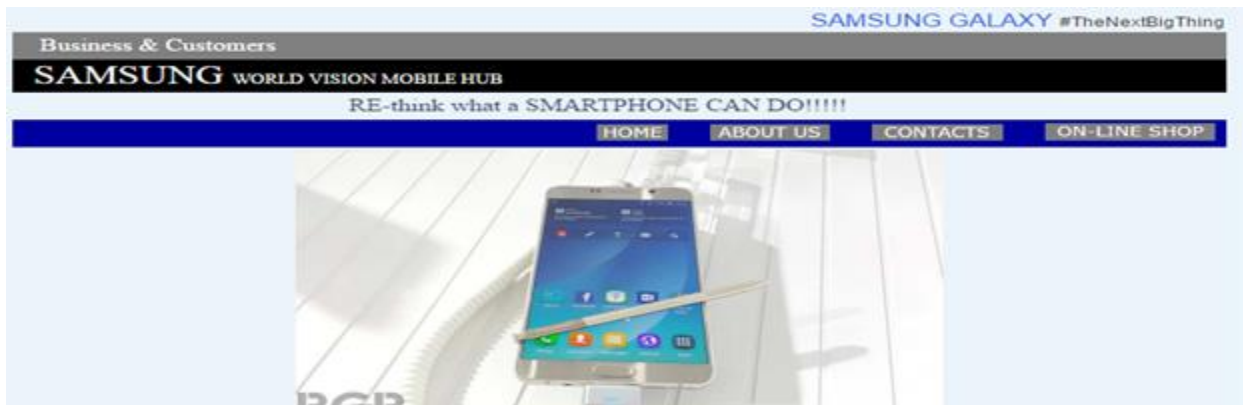 SAMSUNG GALAXY #TheNextBigThing
Business & Customers
SAMSUNG WORLD VISION MOBILE HUB
RE-think what a SMARTPHONE CAN DO!!!!!
HOME ABOUT US CONTACTS ON-LINE SHOP